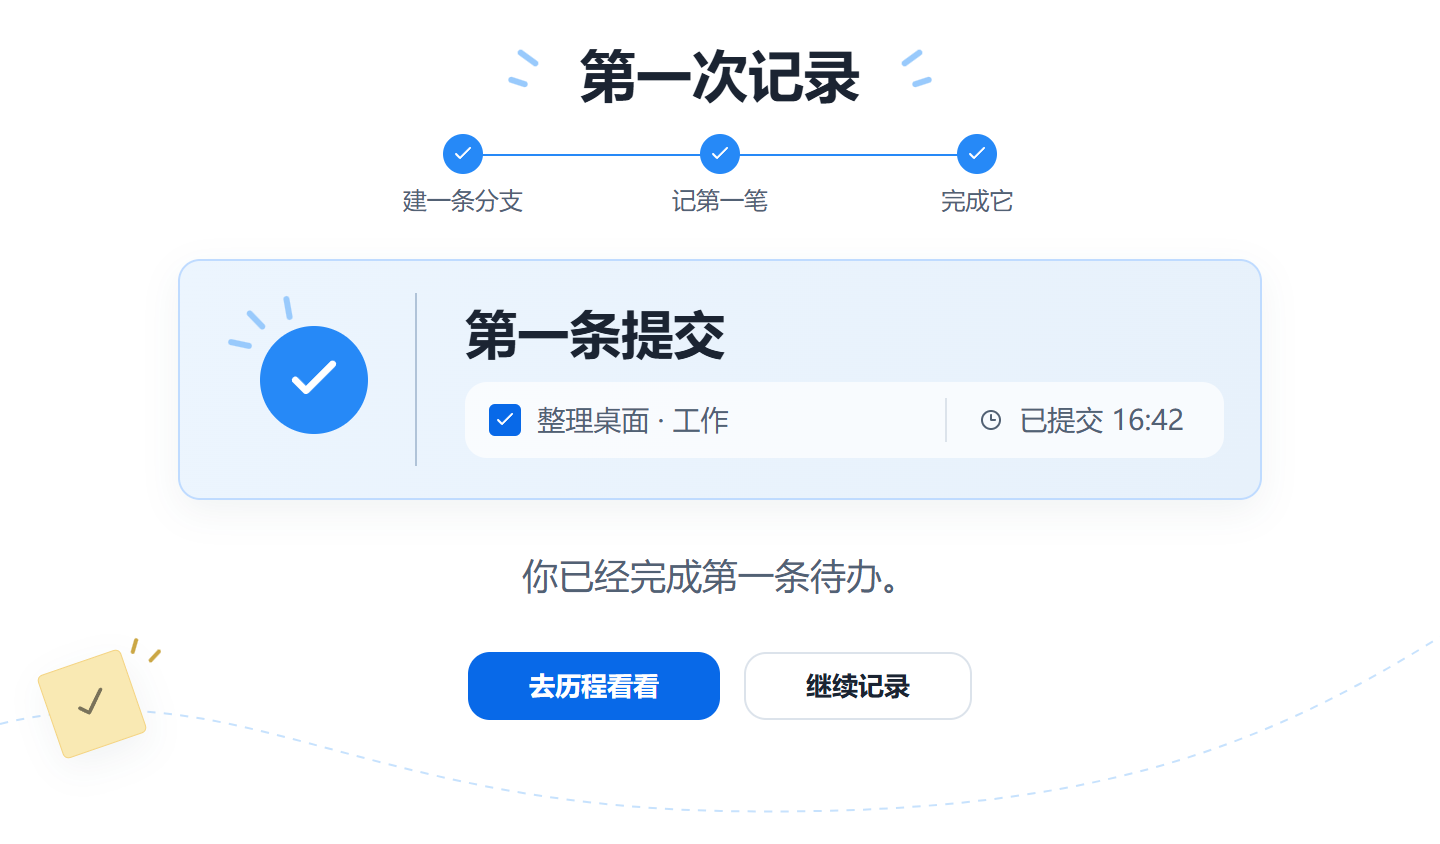 第一次记录
建一条分支
记第一笔
完成它
第一条提交
整理桌面 · 工作
已提交 16:42
你已经完成第一条待办。
去历程看看
继续记录